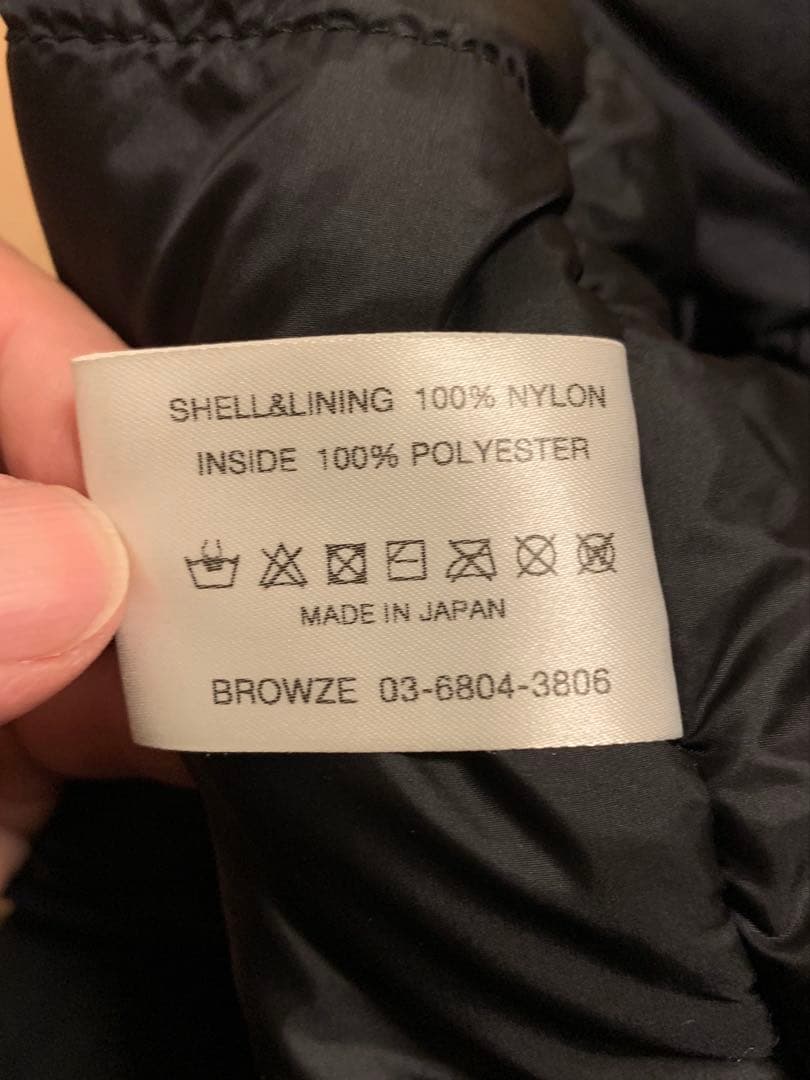 SHELL&LINING 100% NYLON
INSIDE 100% POLYESTER
MADE IN JAPAN
BROWZE 03-6804-3806